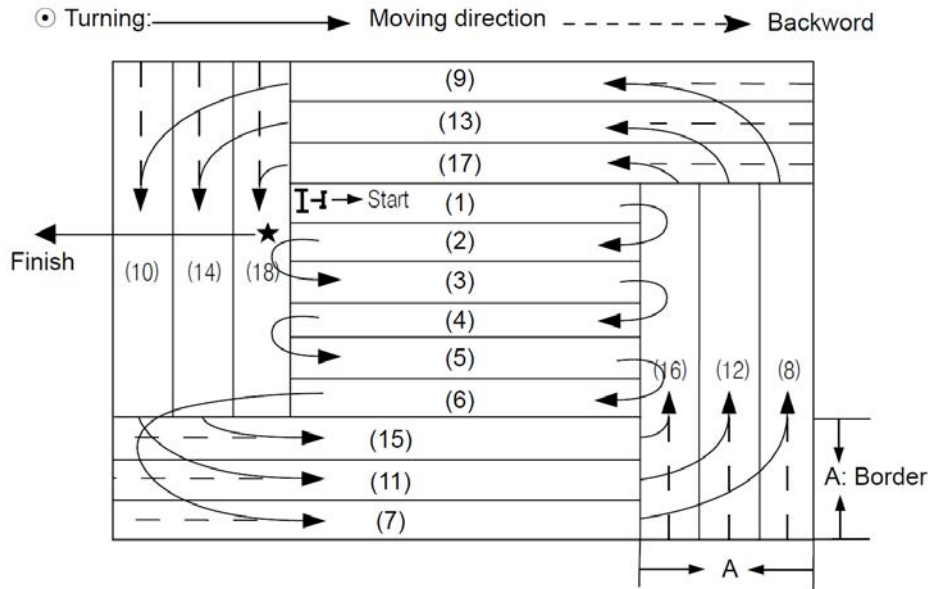 ⊙ Turning: Moving direction Backword
(9)
(13)
(17)
Start (1)
(2)
Finish
(10) (14) (18) (3)
(4)
(5) (16) (12) (8)
(6)
(15)
(11) A: Border
(7)
A